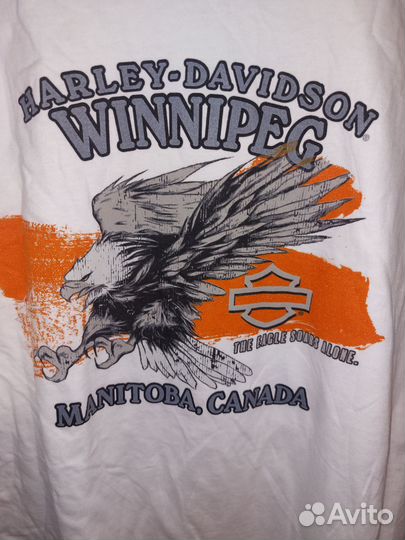 HARLEY-DAVIDSON
WINNIPEG
®
THE EAGLE SOARS ALONE.
MANITOBA, CANADA
Avito